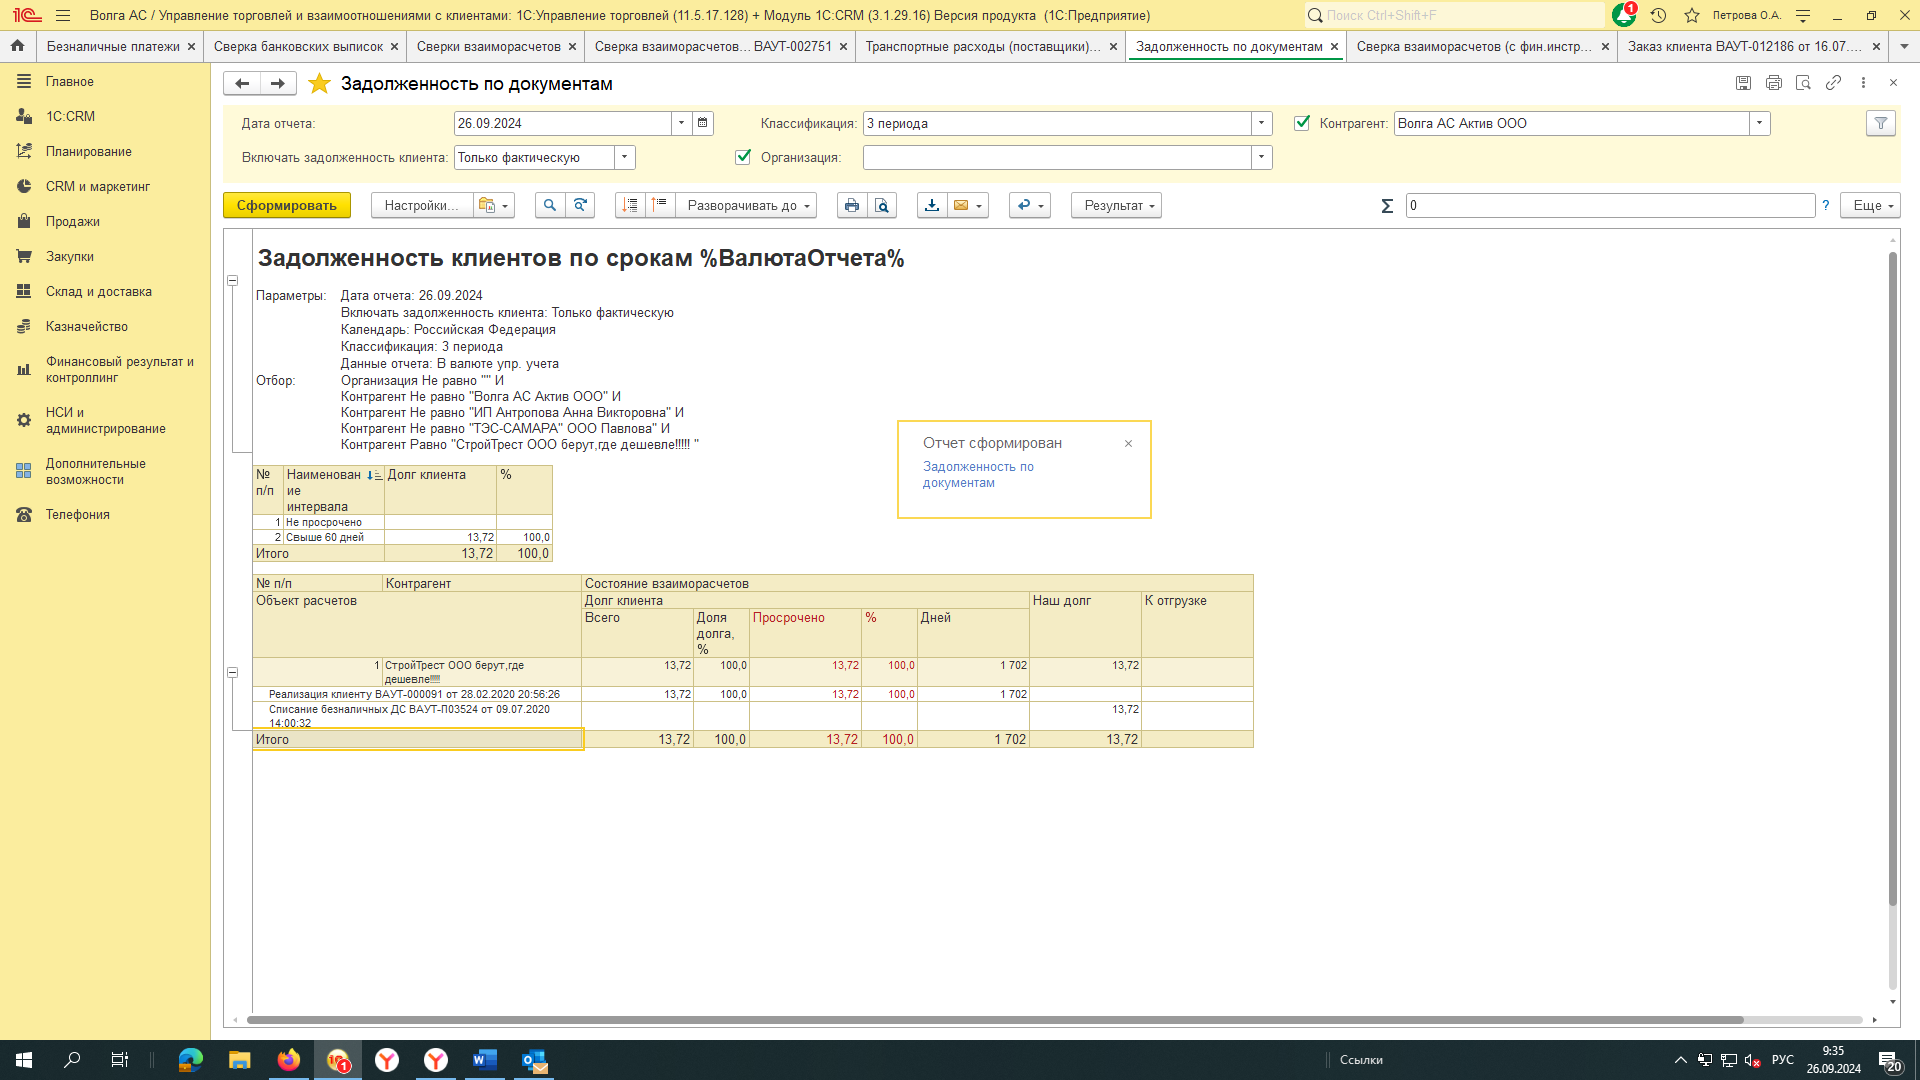 Волга АС / Управление торговлей и взаимоотношениями с клиентами: 1С:Управление торговлей (11.5.17.128) + Модуль 1С:CRM (3.1.29.16) Версия продукта  (1С:Предприятие)
Поиск Ctrl+Shift+F
1
Петрова О.А.
Безналичные платежи
Сверка банковских выписок
Сверки взаиморасчетов
Сверка взаиморасчетов... ВАУТ-002751
Транспортные расходы (поставщики)...
Задолженность по документам
Сверка взаиморасчетов (с фин.инстр...
Заказ клиента ВАУТ-012186 от 16.07....
Главное
1С:CRM
Планирование
CRM и маркетинг
Продажи
Закупки
Склад и доставка
Казначейство
Финансовый результат и
контроллинг
НСИ и
администрирование
Дополнительные
возможности
Телефония
Задолженность по документам
Дата отчета: 26.09.2024
Классификация: 3 периода
Контрагент: Волга АС Актив ООО
Включать задолженность клиента: Только фактическую
Организация:
Сформировать
Настройки...
Разворачивать до
Результат
Σ 0
?
Еще
Задолженность клиентов по срокам %ВалютаОтчета%
Параметры: Дата отчета: 26.09.2024
Включать задолженность клиента: Только фактическую
Календарь: Российская Федерация
Классификация: 3 периода
Данные отчета: В валюте упр. учета
Отбор: Организация Не равно "" И
Контрагент Не равно "Волга АС Актив ООО" И
Контрагент Не равно "ИП Антропова Анна Викторовна" И
Контрагент Не равно "ТЭС-САМАРА" ООО Павлова" И
Контрагент Равно "СтройТрест ООО берут,где дешевле!!!!! "
Отчет сформирован
Задолженность по
документам
№ Наименован Долг клиента %
п/п ие
интервала
1 Не просрочено
2 Свыше 60 дней 13,72 100,0
Итого 13,72 100,0
№ п/п Контрагент Состояние взаиморасчетов
Объект расчетов Долг клиента Наш долг К отгрузке
Всего Доля Просрочено % Дней
долга,
%
1 СтройТрест ООО берут,где 13,72 100,0 13,72 100,0 1 702 13,72
дешевле!!!!!
Реализация клиенту ВАУТ-000091 от 28.02.2020 20:56:26 13,72 100,0 13,72 100,0 1 702
Списание безналичных ДС ВАУТ-П03524 от 09.07.2020 13,72
14:00:32
Итого 13,72 100,0 13,72 100,0 1 702 13,72
1
Ссылки
РУС
9:35
26.09.2024
20